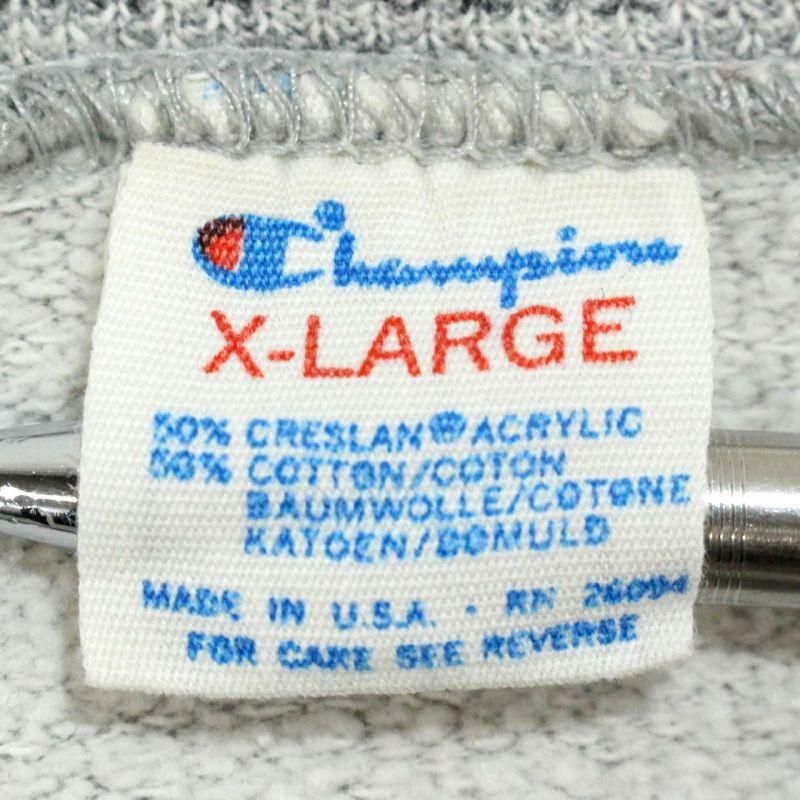 Champion
X-LARGE
50% CRESLAN® ACRYLIC
50% COTTON/COTON
BAUMWOLLE/COTONE
KATOEN/BOMULD
MADE IN U.S.A. - RN 26094
FOR CARE SEE REVERSE